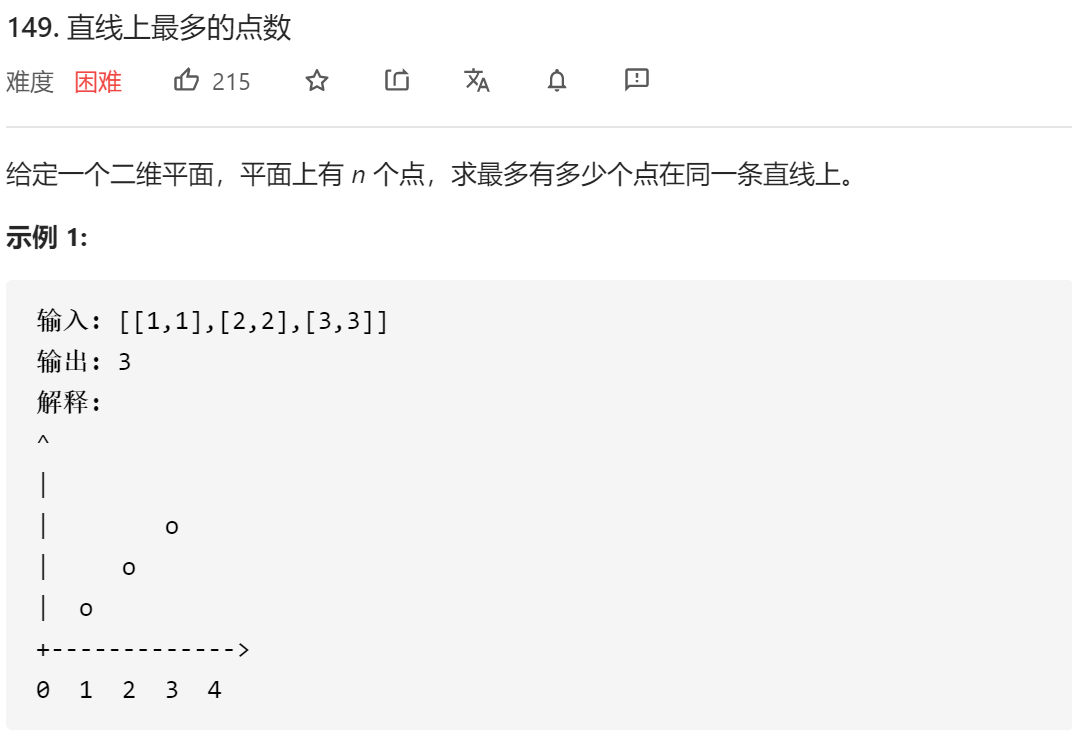 149. 直线上最多的点数
难度 困难 215
给定一个二维平面，平面上有 n 个点，求最多有多少个点在同一条直线上。
示例 1:
输入: [[1,1],[2,2],[3,3]]
输出: 3
解释:
^
|
|        o
|     o
|  o
+------------->
0  1  2  3  4